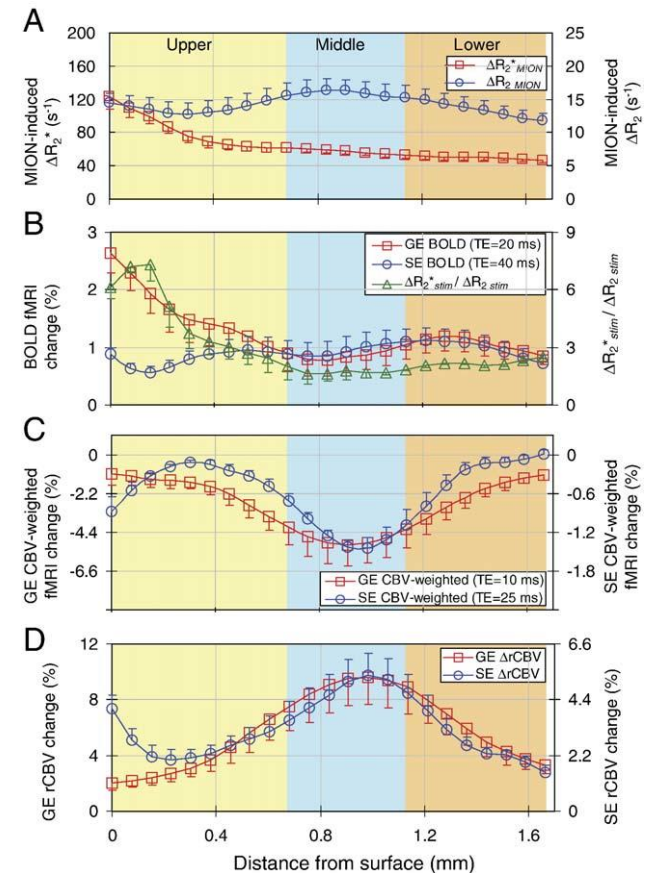 A
Upper Middle Lower
200 25
160 20
120 15
80 10
40 5
0 0
MION-induced
ΔR₂* (s⁻¹)
ΔR₂*MION
ΔR₂ MION
MION-induced
ΔR₂ (s⁻¹)
B
3 9
2 6
1 3
0 0
BOLD fMRI
change (%)
GE BOLD (TE=20 ms)
SE BOLD (TE=40 ms)
ΔR₂*stim / ΔR₂ stim
ΔR₂*stim / ΔR₂ stim
C
0 0
-2.2 -0.6
-4.4 -1.2
-6.6 -1.8
GE CBV-weighted
fMRI change (%)
GE CBV-weighted (TE=10 ms)
SE CBV-weighted (TE=25 ms)
SE CBV-weighted
fMRI change (%)
D
12 6.6
8 4.4
4 2.2
0 0
GE rCBV change (%)
GE ΔrCBV
SE ΔrCBV
SE rCBV change (%)
0 0.4 0.8 1.2 1.6
Distance from surface (mm)